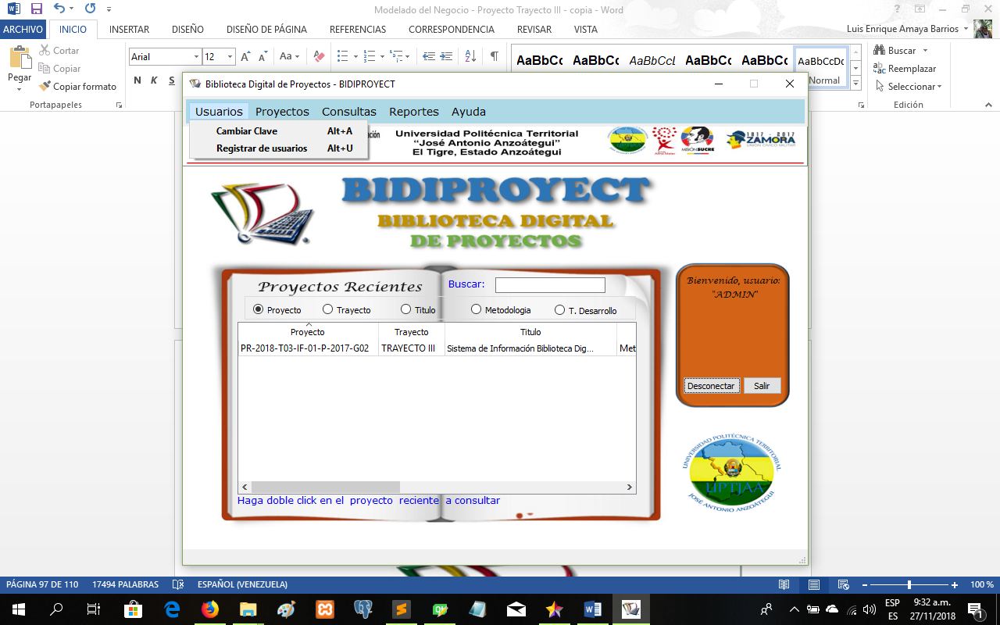 Modelado del Negocio - Proyecto Trayecto III - copia - Word
ARCHIVO INICIO INSERTAR DISEÑO DISEÑO DE PÁGINA REFERENCIAS CORRESPONDENCIA REVISAR VISTA Luis Enrique Amaya Barrios
Pegar
Cortar
Copiar
Copiar formato
Portapapeles
Arial 12
N K S
AaBbCc AaBbCc AaBbCcL AaBbCc AaBbCc AaBbCcDc
Normal
Buscar
Reemplazar
Seleccionar
Edición
Biblioteca Digital de Proyectos - BIDIPROYECT
Usuarios Proyectos Consultas Reportes Ayuda
Cambiar Clave Alt+A
Registrar de usuarios Alt+U
Universidad Politécnica Territorial
“José Antonio Anzoátegui”
El Tigre, Estado Anzoátegui
MISIÓN SUCRE
1817 - 2017
ZAMORA
UNIÓN CÍVICO MILITAR
BIDIPROYECT
BIBLIOTECA DIGITAL
DE PROYECTOS
Proyectos Recientes
Buscar:
Proyecto Trayecto Titulo Metodologia T. Desarrollo
Proyecto Trayecto Titulo
PR-2018-T03-IF-01-P-2017-G02 TRAYECTO III Sistema de Información Biblioteca Dig... Met
Haga doble click en el proyecto reciente a consultar
Bienvenido, usuario:
"ADMIN"
Desconectar Salir
UNIVERSIDAD POLITÉCNICA TERRITORIAL
UPTJAA
JOSÉ ANTONIO ANZOÁTEGUI
PÁGINA 97 DE 110 17494 PALABRAS ESPAÑOL (VENEZUELA) 100 %
ESP
ES
9:32 a.m.
27/11/2018
1